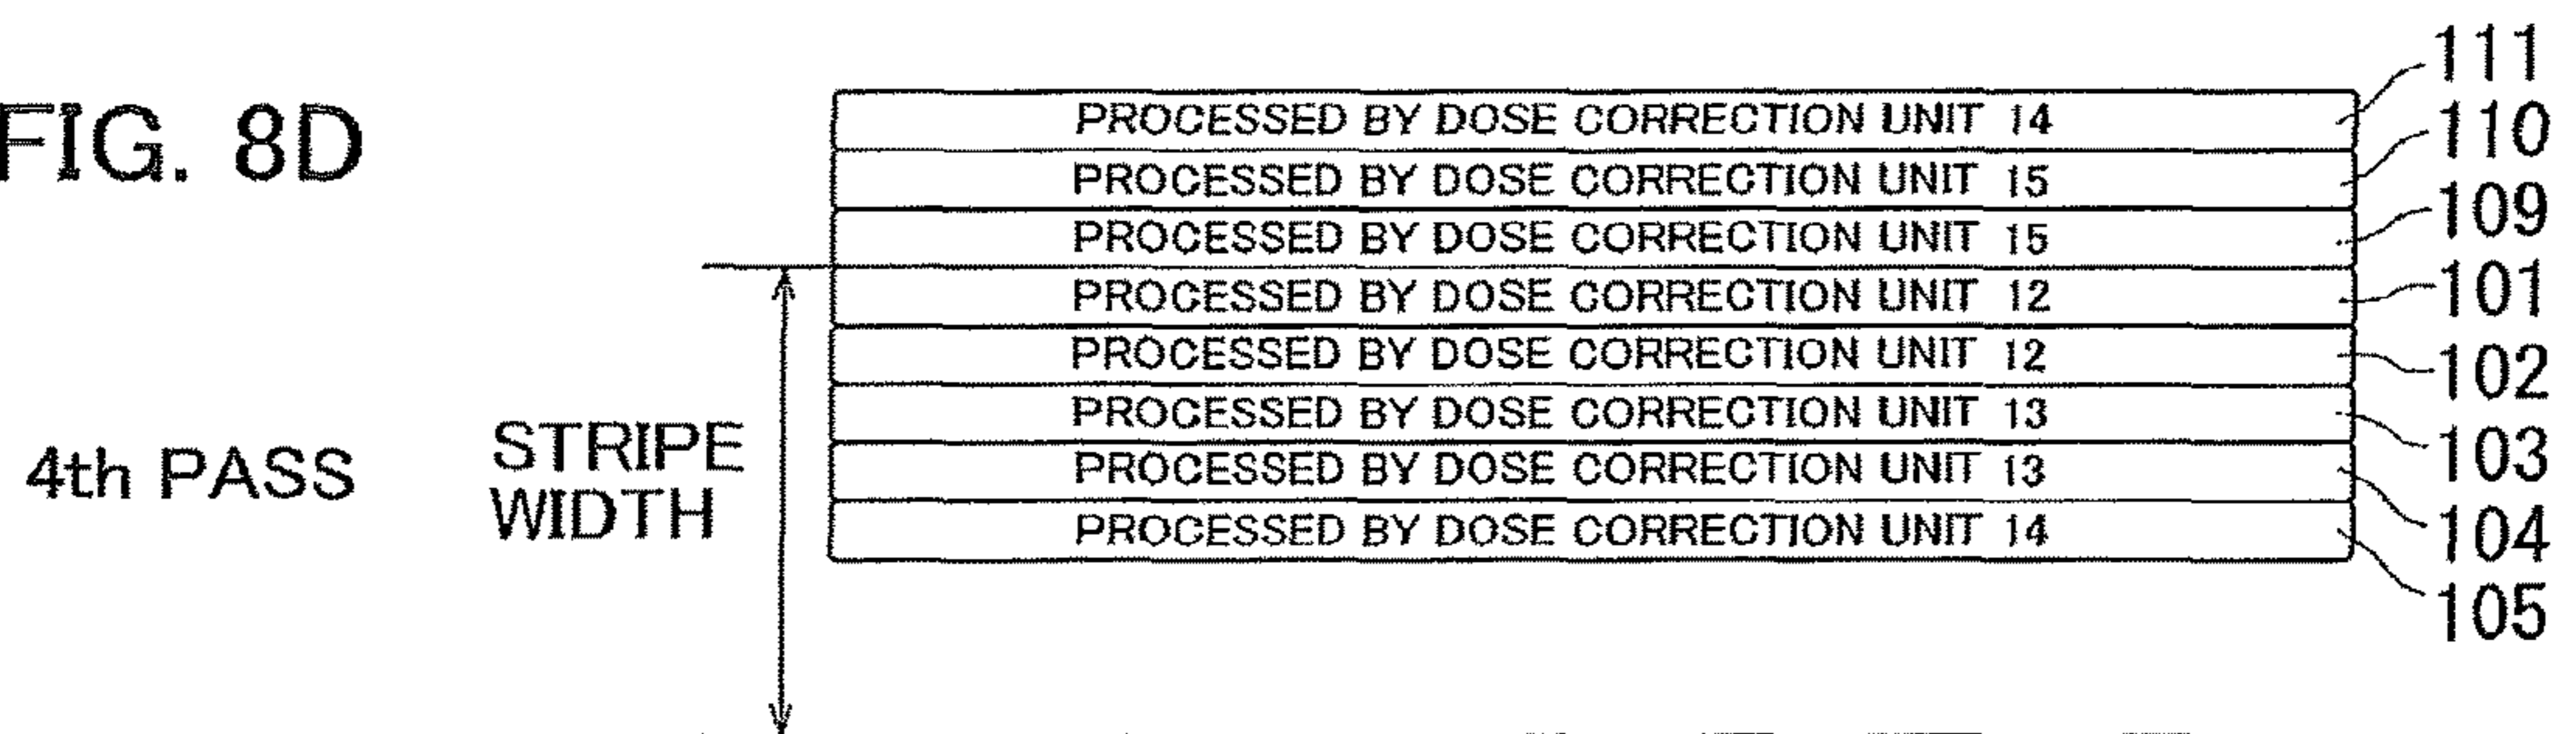 FIG. 8D
4th PASS
STRIPE
WIDTH
PROCESSED BY DOSE CORRECTION UNIT 14
PROCESSED BY DOSE CORRECTION UNIT 15
PROCESSED BY DOSE CORRECTION UNIT 15
PROCESSED BY DOSE CORRECTION UNIT 12
PROCESSED BY DOSE CORRECTION UNIT 12
PROCESSED BY DOSE CORRECTION UNIT 13
PROCESSED BY DOSE CORRECTION UNIT 13
PROCESSED BY DOSE CORRECTION UNIT 14
111
110
109
101
102
103
104
105